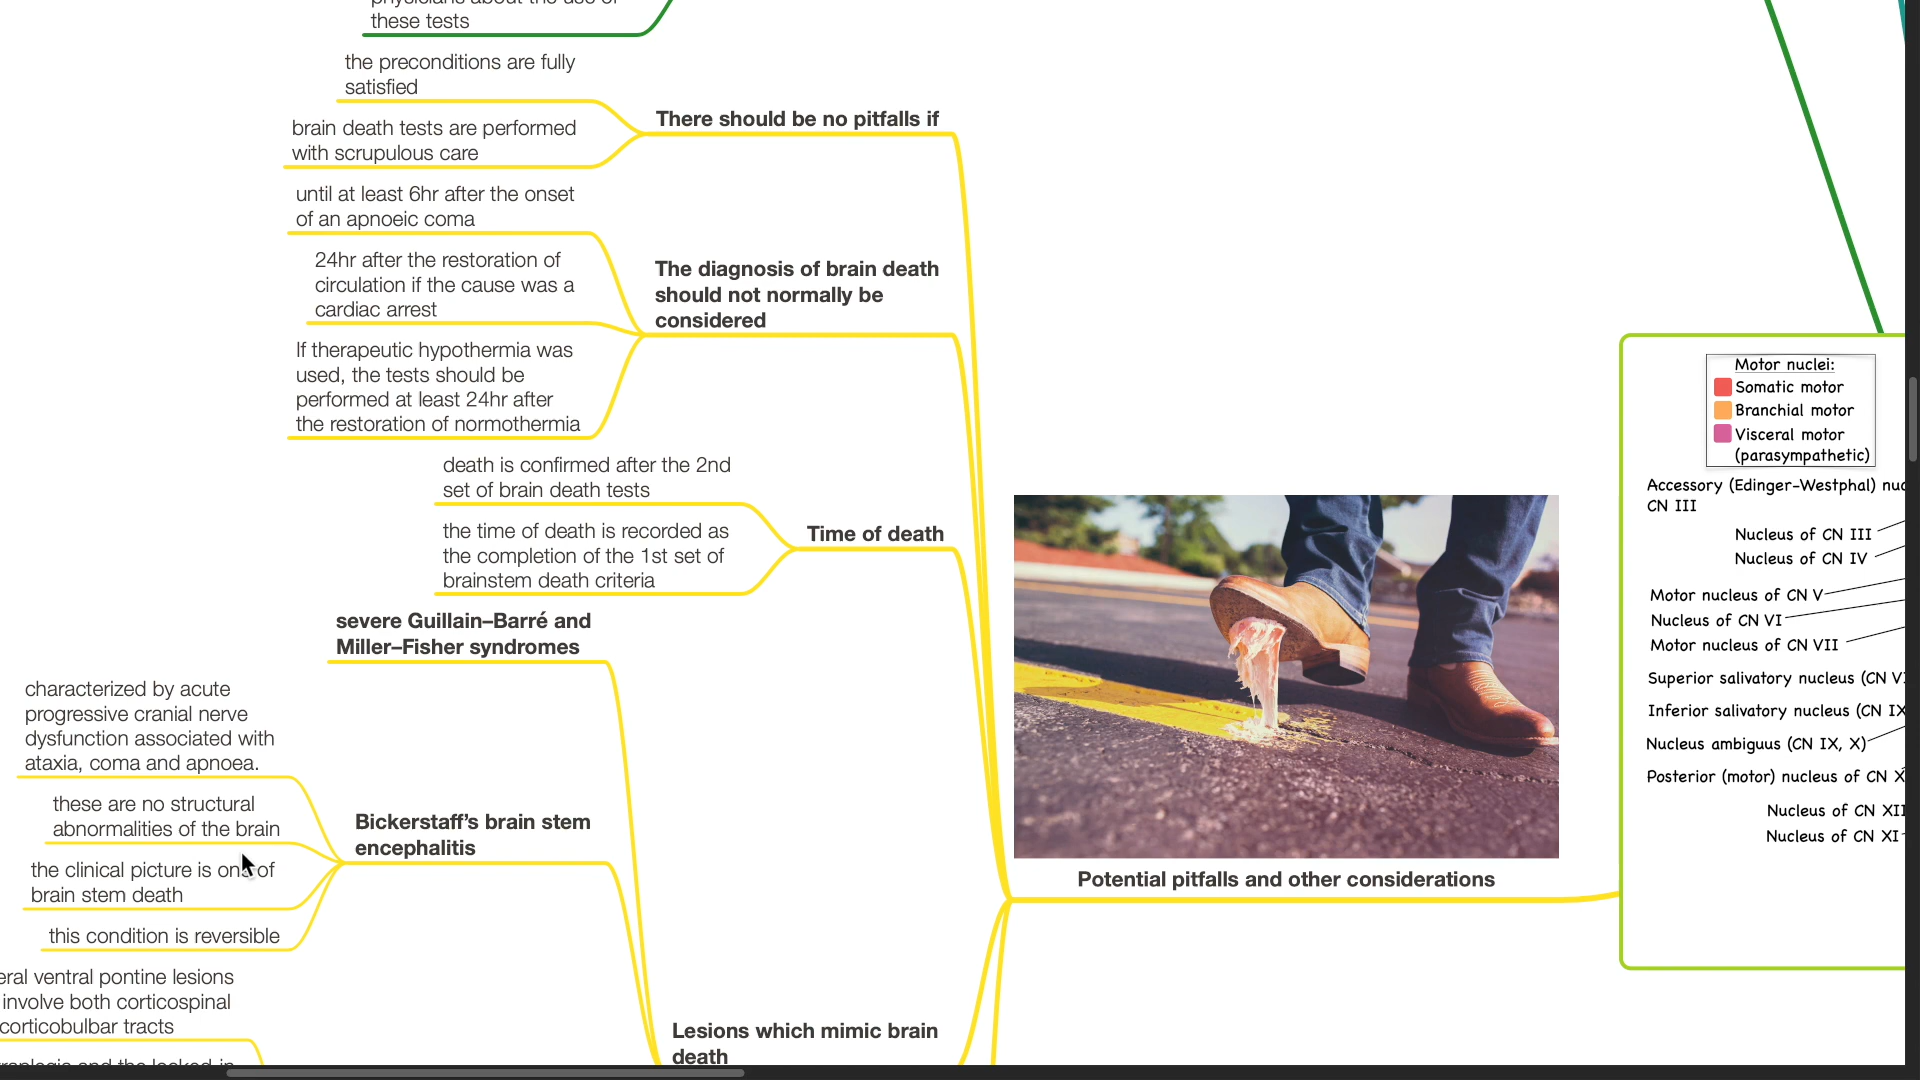 these tests
the preconditions are fully
satisfied
There should be no pitfalls if
brain death tests are performed
with scrupulous care
until at least 6hr after the onset
of an apnoeic coma
24hr after the restoration of
circulation if the cause was a
cardiac arrest
The diagnosis of brain death
should not normally be
considered
If therapeutic hypothermia was
used, the tests should be
performed at least 24hr after
the restoration of normothermia
death is confirmed after the 2nd
set of brain death tests
Time of death
the time of death is recorded as
the completion of the 1st set of
brainstem death criteria
severe Guillain–Barré and
Miller–Fisher syndromes
characterized by acute
progressive cranial nerve
dysfunction associated with
ataxia, coma and apnoea.
these are no structural
abnormalities of the brain
Bickerstaff's brain stem
encephalitis
the clinical picture is one of
brain stem death
this condition is reversible
ventral pontine lesions
involve both corticospinal
corticobulbar tracts
Lesions which mimic brain
death
Potential pitfalls and other considerations
Motor nuclei:
Somatic motor
Branchial motor
Visceral motor
(parasympathetic)
Accessory (Edinger-Westphal)
CN III
Nucleus of CN III
Nucleus of CN IV
Motor nucleus of CN V
Nucleus of CN VI
Motor nucleus of CN VII
Superior salivatory nucleus (CN
Inferior salivatory nucleus (CN
Nucleus ambiguus (CN IX, X)
Posterior (motor) nucleus of CN
Nucleus of CN
Nucleus of CN XI